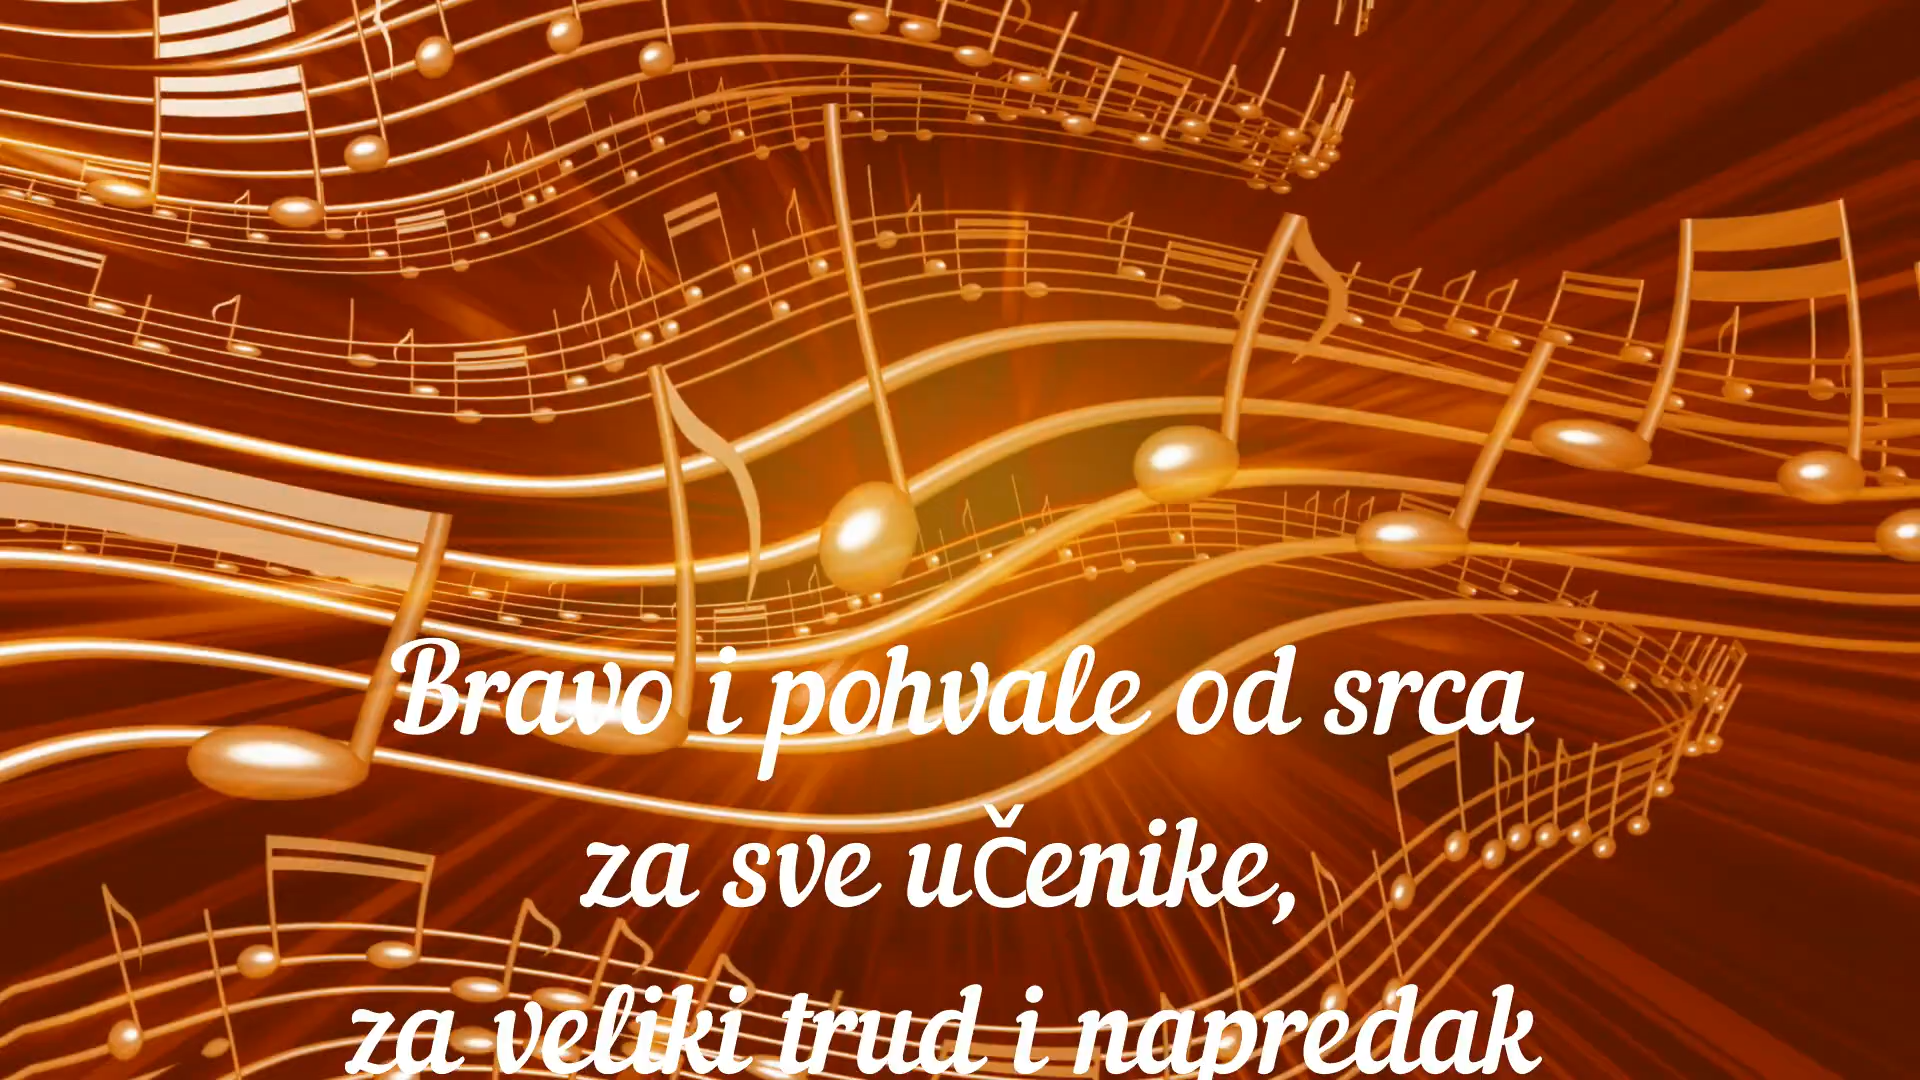 Bravo i pohvale od srca
za sve učenike,
za veliki trud i napredak